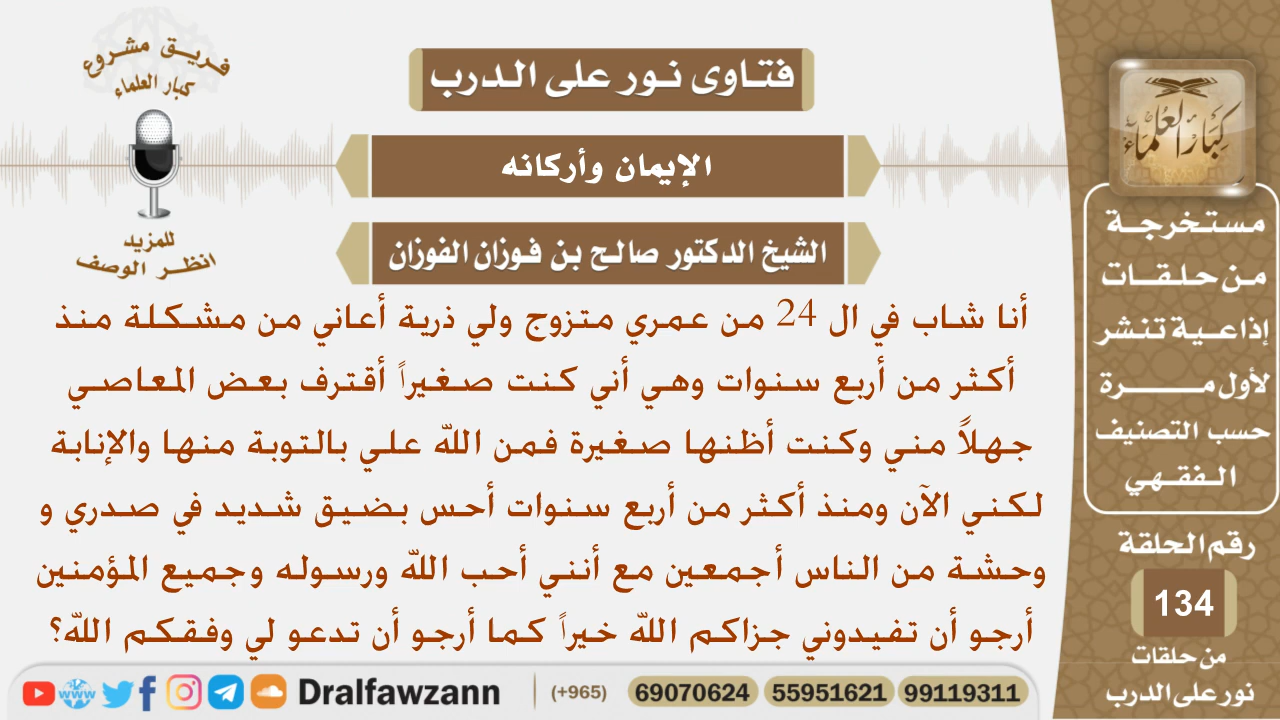 فريق مشروع
كبار العلماء
للمزيد
انظر الوصف
فتاوى نور على الدرب
الإيمان وأركانه
الشيخ الدكتور صالح بن فوزان الفوزان
أنا شاب في ال 24 من عمري متزوج ولي ذرية أعاني من مشكلة منذ
أكثر من أربع سنوات وهي أني كنت صغيراً أقترف بعض المعاصي
جهلاً مني وكنت أظنها صغيرة فمن الله علي بالتوبة منها والإنابة
لكني الآن ومنذ أكثر من أربع سنوات أحس بضيق شديد في صدري و
وحشة من الناس أجمعين مع أنني أحب الله ورسوله وجميع المؤمنين
أرجو أن تفيدوني جزاكم الله خيراً كما أرجو أن تدعو لي وفقكم الله؟
كبار العلماء
مستخرجة
من حلقات
إذاعية تنشر
لأول مرة
حسب التصنيف
الفقهي
رقم الحلقة
134
من حلقات
نور على الدرب
www
Dralfawzann
(+965)
69070624
55951621
99119311